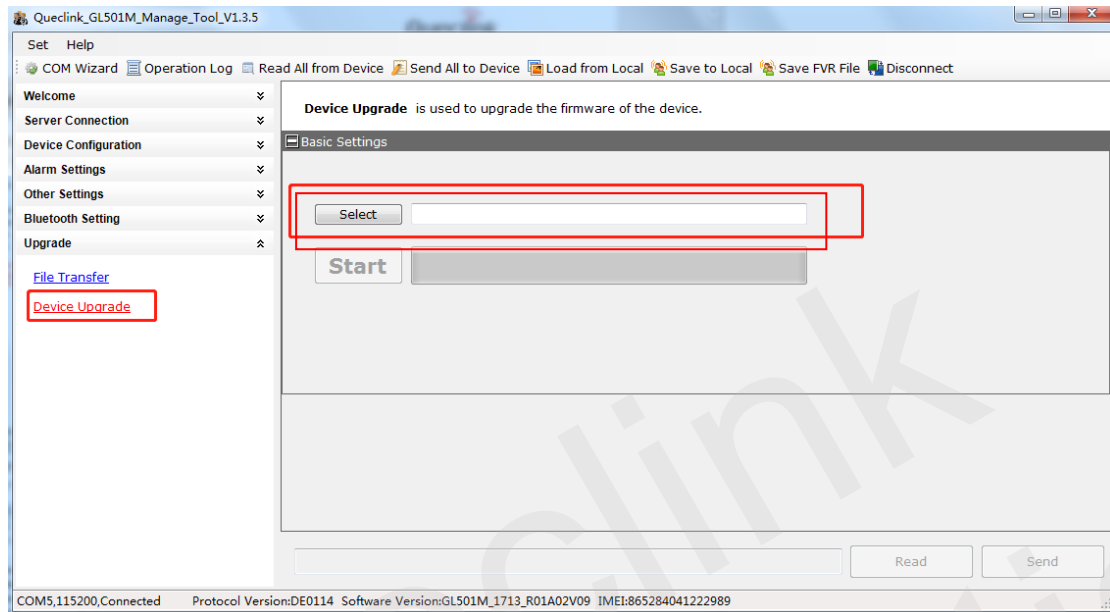 Queclink_GL501M_Manage_Tool_V1.3.5
Set Help
COM Wizard Operation Log Read All from Device Send All to Device Load from Local Save to Local Save FVR File Disconnect
Welcome
Server Connection
Device Configuration
Alarm Settings
Other Settings
Bluetooth Setting
Upgrade
File Transfer
Device Upgrade
Device Upgrade is used to upgrade the firmware of the device.
Basic Settings
Select
Start
Read Send
COM5,115200,Connected Protocol Version:DE0114 Software Version:GL501M_1713_R01A02V09 IMEI:865284041222989